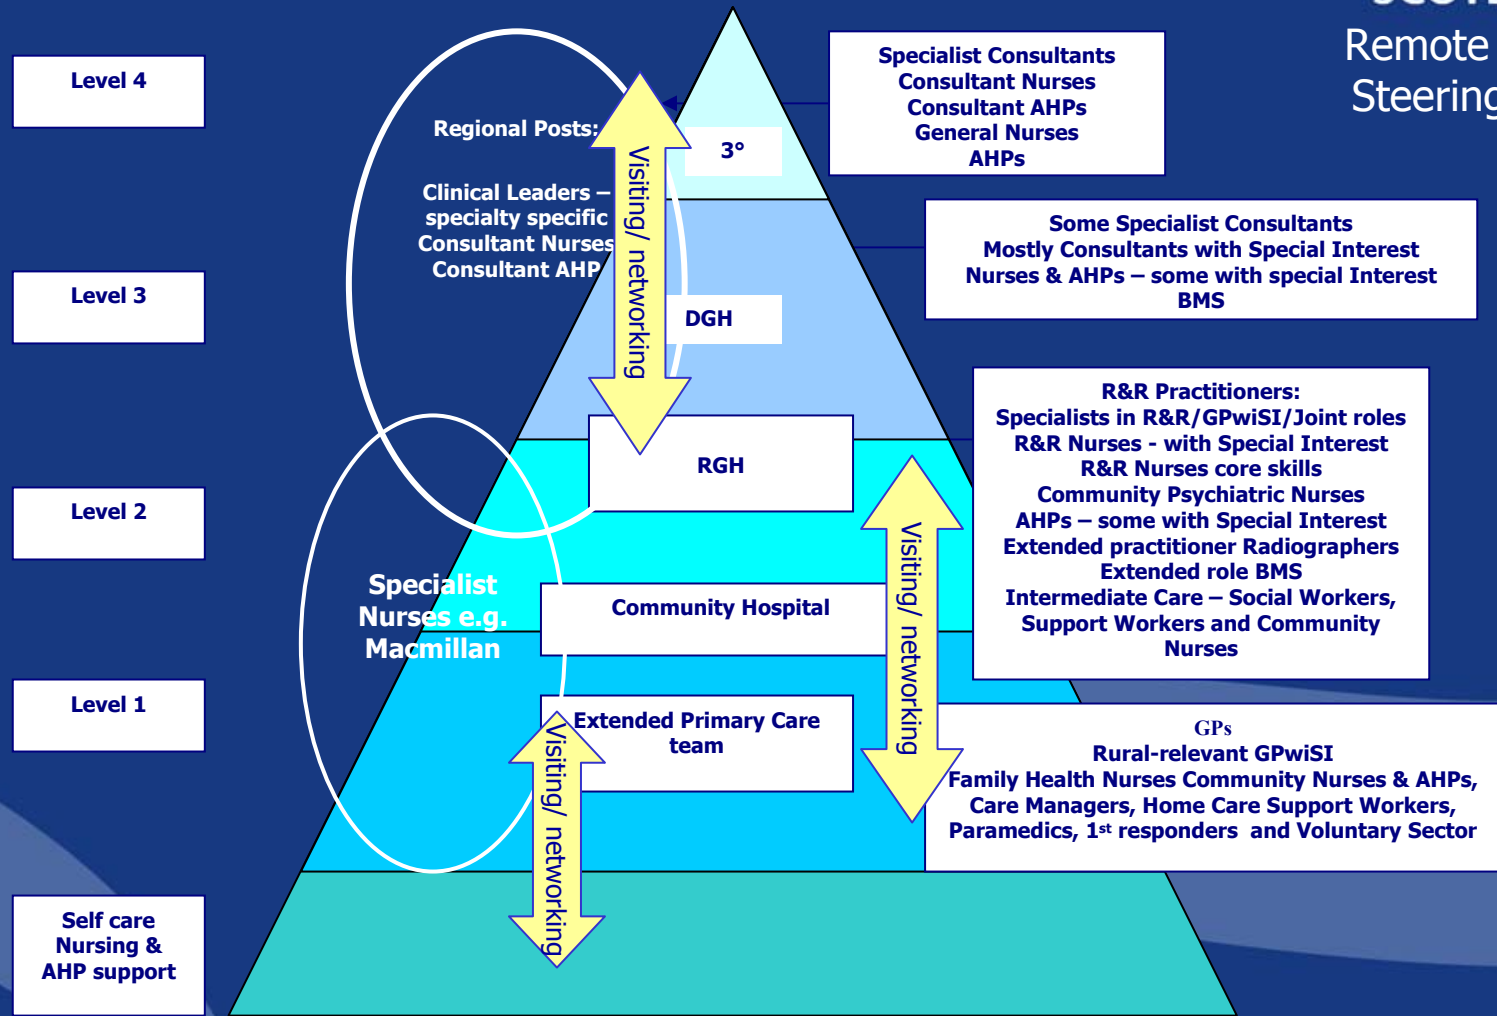 Remote
Steering
Level 4
Level 3
Level 2
Level 1
Self care
Nursing &
AHP support
Regional Posts:
Clinical Leaders –
specialty specific
Consultant Nurses
Consultant AHP
Specialist
Nurses e.g.
Macmillan
Visiting/ networking
Visiting/ networking
Visiting/ networking
3°
DGH
RGH
Community Hospital
Extended Primary Care
team
Specialist Consultants
Consultant Nurses
Consultant AHPs
General Nurses
AHPs
Some Specialist Consultants
Mostly Consultants with Special Interest
Nurses & AHPs – some with special Interest
BMS
R&R Practitioners:
Specialists in R&R/GPwiSI/Joint roles
R&R Nurses - with Special Interest
R&R Nurses core skills
Community Psychiatric Nurses
AHPs – some with Special Interest
Extended practitioner Radiographers
Extended role BMS
Intermediate Care – Social Workers,
Support Workers and Community
Nurses
GPs
Rural-relevant GPwiSI
Family Health Nurses Community Nurses & AHPs,
Care Managers, Home Care Support Workers,
Paramedics, 1st responders  and Voluntary Sector